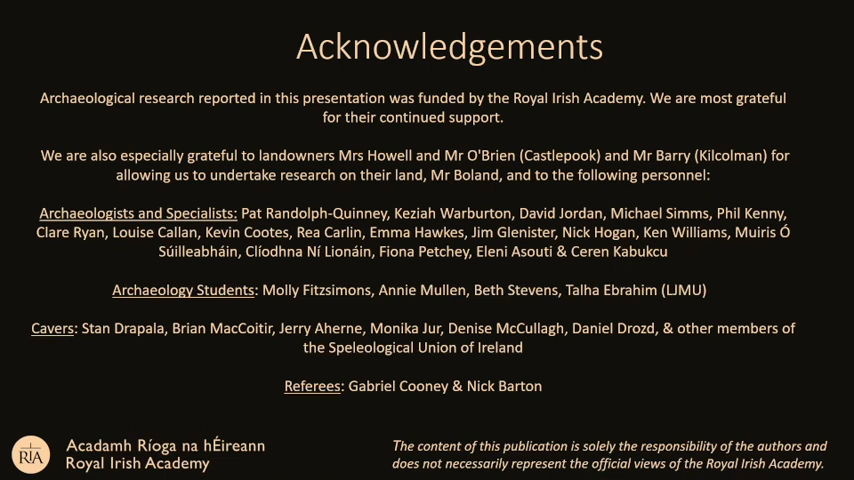 Acknowledgements
Archaeological research reported in this presentation was funded by the Royal Irish Academy. We are most grateful
for their continued support.
We are also especially grateful to landowners Mrs Howell and Mr O'Brien (Castlepook) and Mr Barry (Kilcolman) for
allowing us to undertake research on their land, Mr Boland, and to the following personnel:
Archaeologists and Specialists: Pat Randolph-Quinney, Keziah Warburton, David Jordan, Michael Simms, Phil Kenny,
Clare Ryan, Louise Callan, Kevin Cootes, Rea Carlin, Emma Hawkes, Jim Glenister, Nick Hogan, Ken Williams, Muiris Ó
Súilleabháin, Clíodhna Ní Lionáin, Fiona Petchey, Eleni Asouti & Ceren Kabukcu
Archaeology Students: Molly Fitzsimons, Annie Mullen, Beth Stevens, Talha Ebrahim (LJMU)
Cavers: Stan Drapala, Brian MacCoitir, Jerry Aherne, Monika Jur, Denise McCullagh, Daniel Drozd, & other members of
the Speleological Union of Ireland
Referees: Gabriel Cooney & Nick Barton
RIA
Acadamh Ríoga na hÉireann
Royal Irish Academy
The content of this publication is solely the responsibility of the authors and
does not necessarily represent the official views of the Royal Irish Academy.